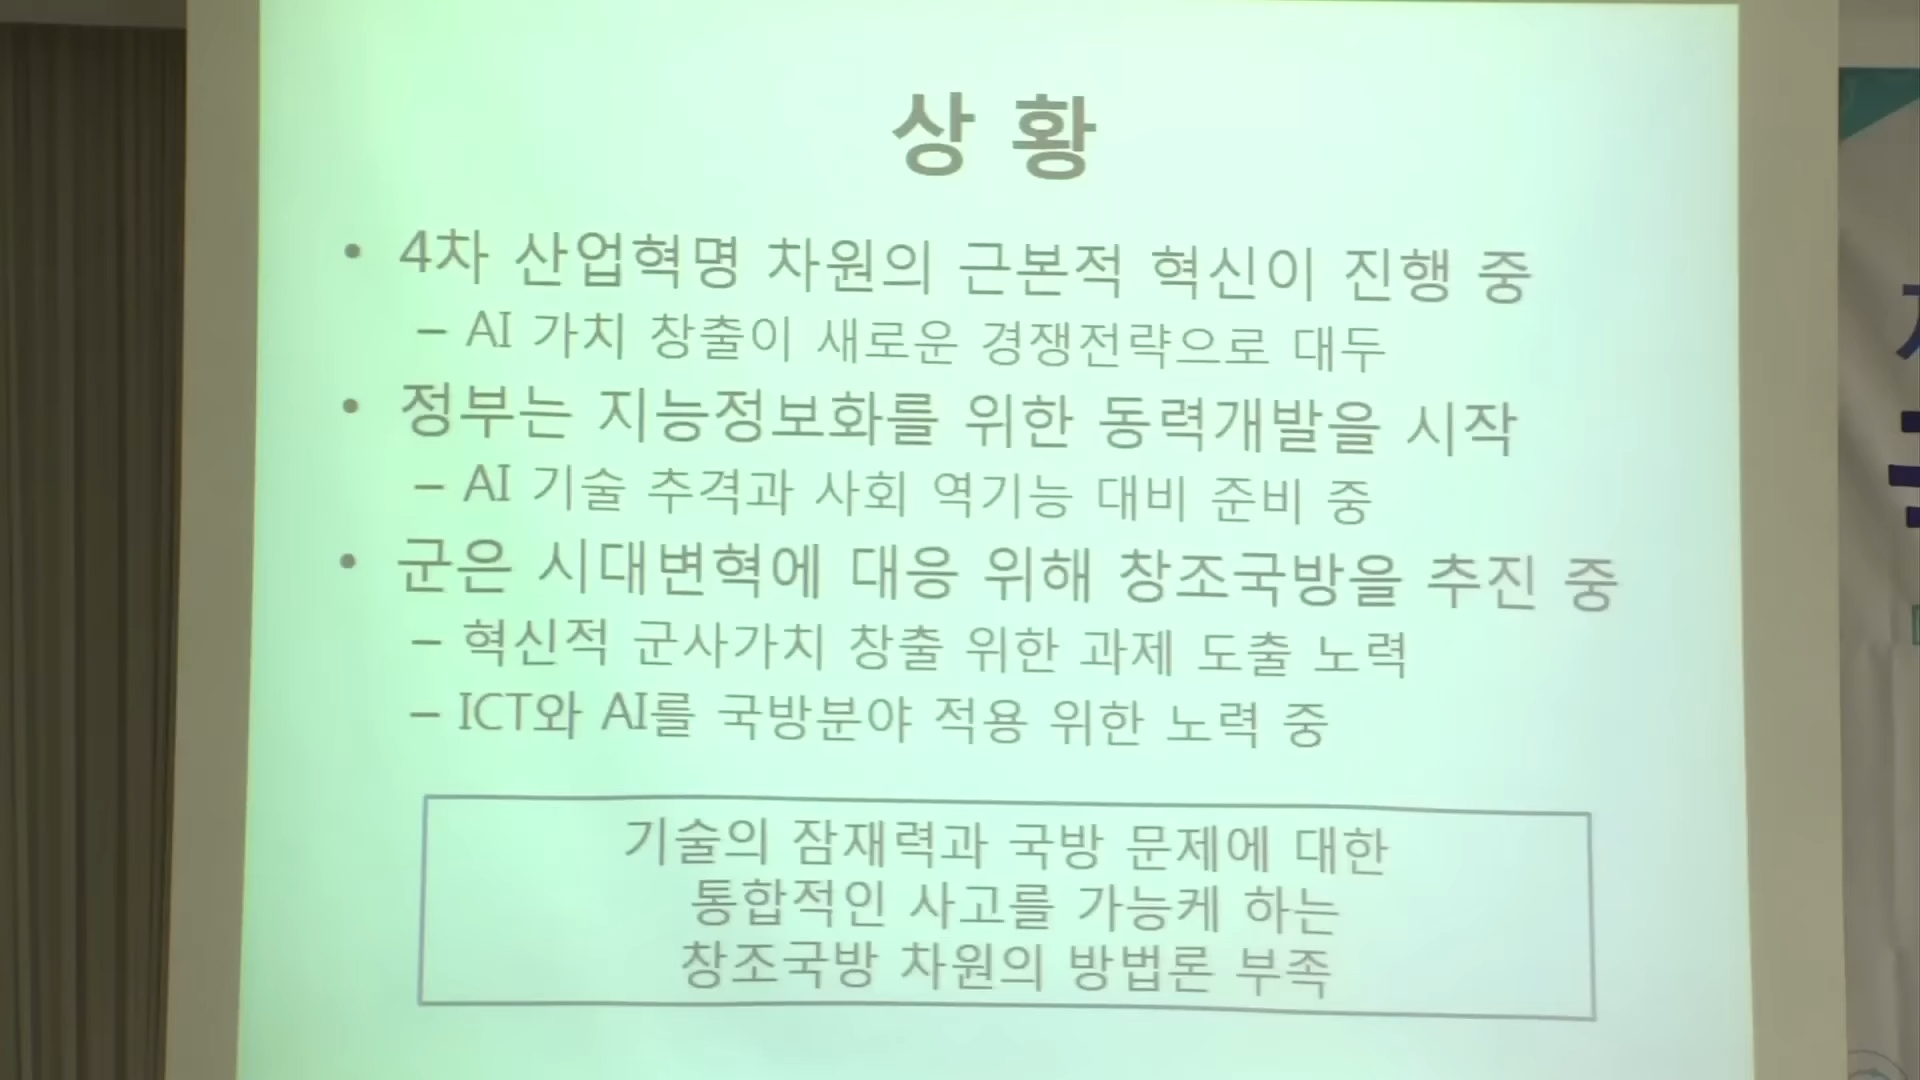 상 황
• 4차 산업혁명 차원의 근본적 혁신이 진행 중
– AI 가치 창출이 새로운 경쟁전략으로 대두
• 정부는 지능정보화를 위한 동력개발을 시작
– AI 기술 추격과 사회 역기능 대비 준비 중
• 군은 시대변혁에 대응 위해 창조국방을 추진 중
– 혁신적 군사가치 창출 위한 과제 도출 노력
– ICT와 AI를 국방분야 적용 위한 노력 중
기술의 잠재력과 국방 문제에 대한
통합적인 사고를 가능케 하는
창조국방 차원의 방법론 부족